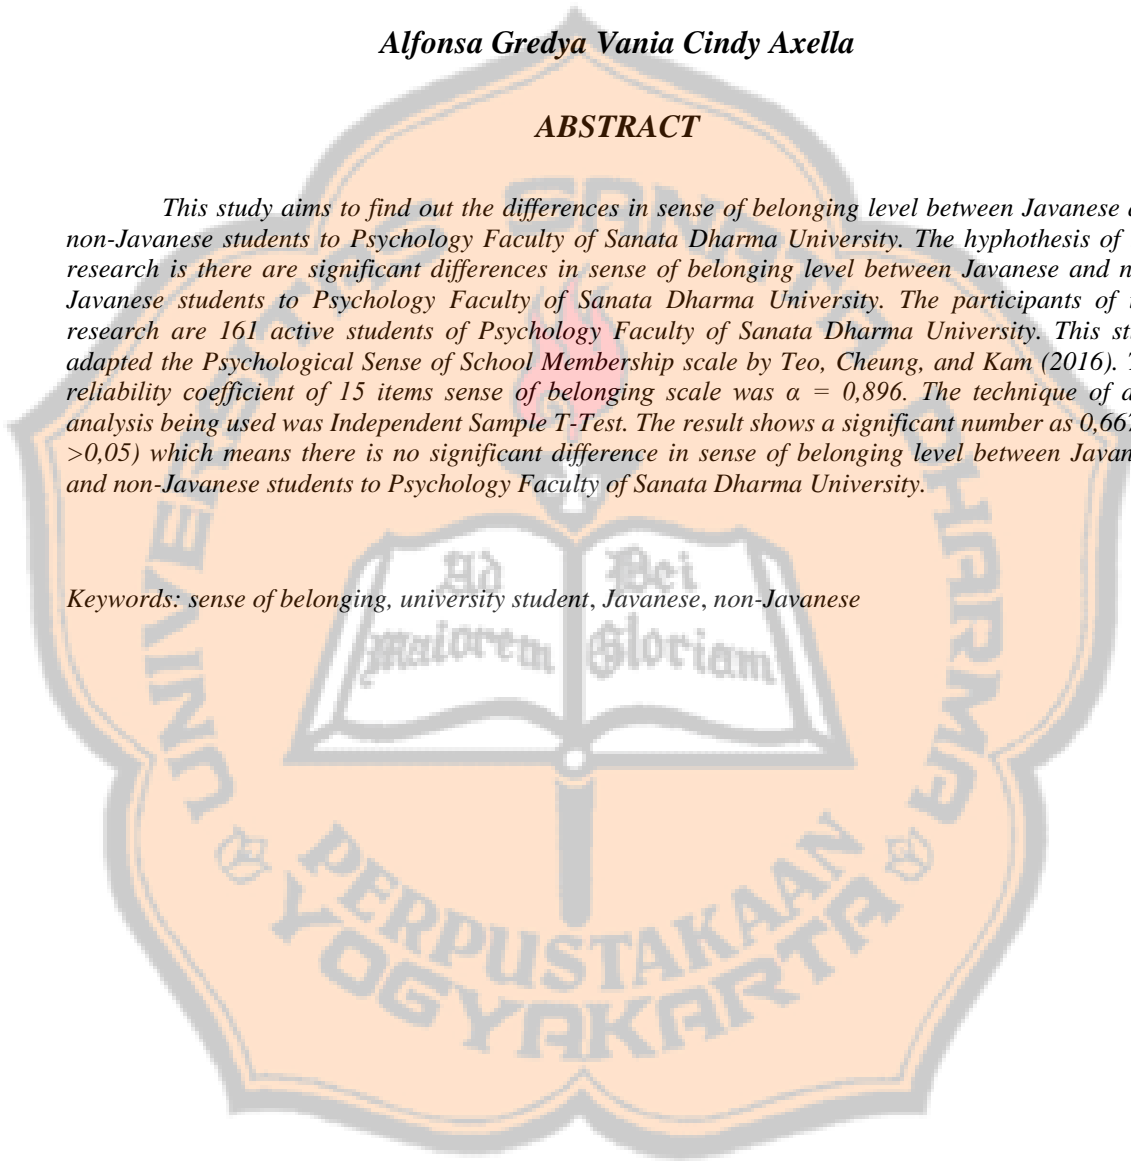 Alfonsa Gredya Vania Cindy Axella
ABSTRACT
This study aims to find out the differences in sense of belonging level between Javanese
non-Javanese students to Psychology Faculty of Sanata Dharma University. The hyphothesis of
research is there are significant differences in sense of belonging level between Javanese and
Javanese students to Psychology Faculty of Sanata Dharma University. The participants of
research are 161 active students of Psychology Faculty of Sanata Dharma University. This
adapted the Psychological Sense of School Membership scale by Teo, Cheung, and Kam (2016).
reliability coefficient of 15 items sense of belonging scale was α = 0,896. The technique of
analysis being used was Independent Sample T-Test. The result shows a significant number as 0,667
>0,05) which means there is no significant difference in sense of belonging level between
and non-Javanese students to Psychology Faculty of Sanata Dharma University.
Keywords: sense of belonging, university student, Javanese, non-Javanese
UNIVERSITAS SANATA DHARMA
Ad Dei
Maiorem Gloriam
PERPUSTAKAAN
YOGYAKARTA